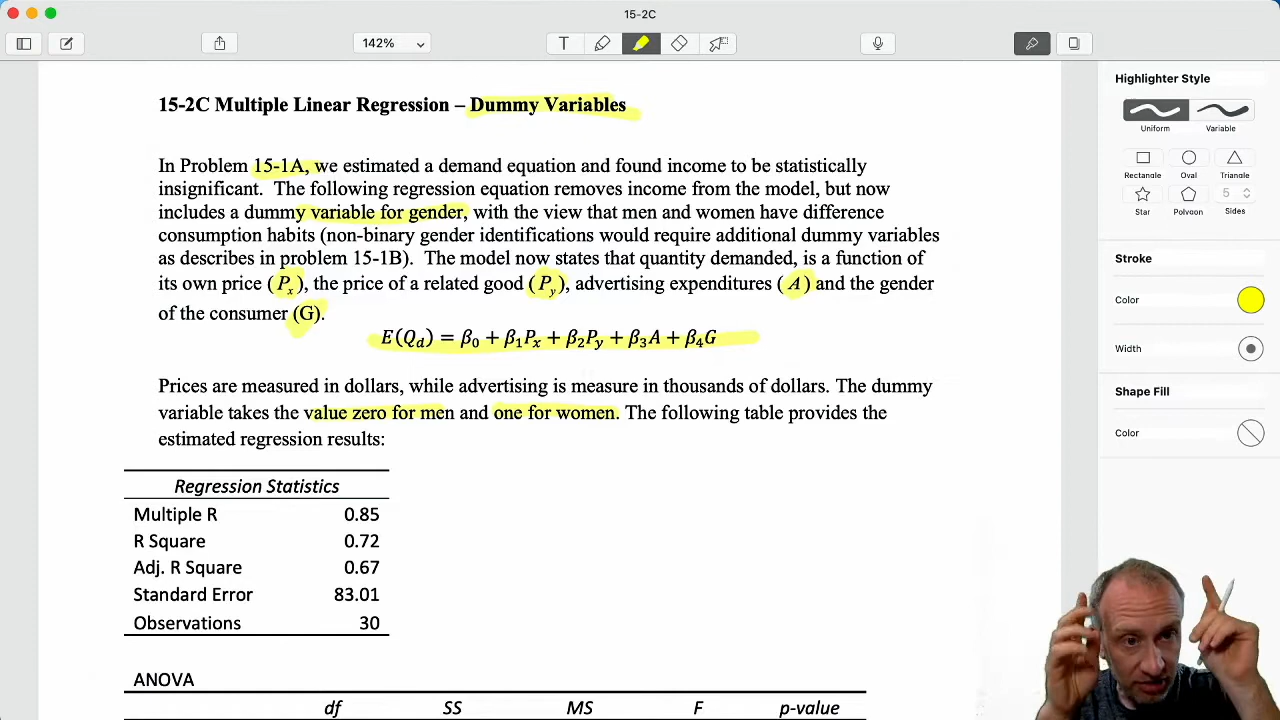 15-2C
142%
T
15-2C Multiple Linear Regression – Dummy Variables
In Problem 15-1A, we estimated a demand equation and found income to be statistically
insignificant. The following regression equation removes income from the model, but now
includes a dummy variable for gender, with the view that men and women have difference
consumption habits (non-binary gender identifications would require additional dummy variables
as describes in problem 15-1B). The model now states that quantity demanded, is a function of
its own price (Pₓ), the price of a related good (Pᵧ), advertising expenditures (A) and the gender
of the consumer (G).
E(Q_d) = β₀ + β₁Pₓ + β₂Pᵧ + β₃A + β₄G
Prices are measured in dollars, while advertising is measure in thousands of dollars. The dummy
variable takes the value zero for men and one for women. The following table provides the
estimated regression results:
Regression Statistics
Multiple R 0.85
R Square 0.72
Adj. R Square 0.67
Standard Error 83.01
Observations 30
ANOVA
df SS MS F p-value
Highlighter Style
Uniform Variable
Rectangle Oval Triangle
5
Star Polygon Sides
Stroke
Color
Width
Shape Fill
Color